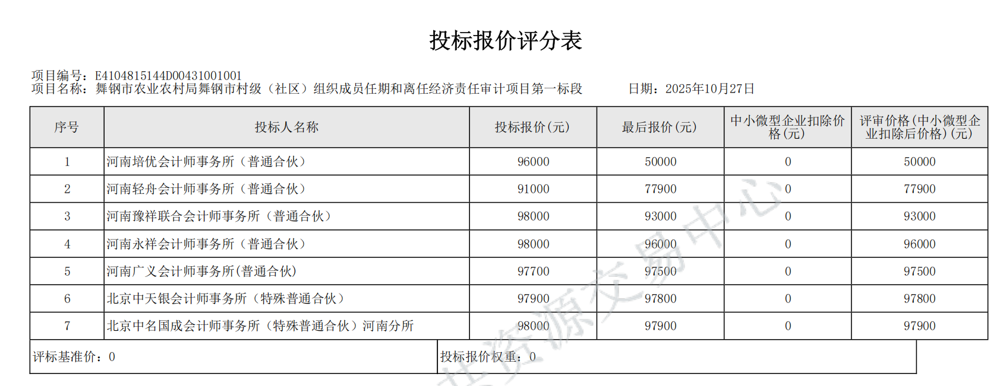 投标报价评分表
项目编号：E4104815144D00431001001
项目名称：舞钢市农业农村局舞钢市村级（社区）组织成员任期和离任经济责任审计项目第一标段 日期：2025年10月27日
序号 投标人名称 投标报价(元) 最后报价(元) 中小微型企业扣除价格(元) 评审价格(中小微型企业扣除后价格)(元)
1 河南培优会计师事务所（普通合伙） 96000 50000 0 50000
2 河南轻舟会计师事务所（普通合伙） 91000 77900 0 77900
3 河南豫祥联合会计师事务所（普通合伙） 98000 93000 0 93000
4 河南永祥会计师事务所（普通合伙） 98000 96000 0 96000
5 河南广义会计师事务所(普通合伙) 97700 97500 0 97500
6 北京中天银会计师事务所（特殊普通合伙） 97900 97800 0 97800
7 北京中名国成会计师事务所（特殊普通合伙）河南分所 98000 97900 0 97900
评标基准价：0 投标报价权重：0
共资源交易中心